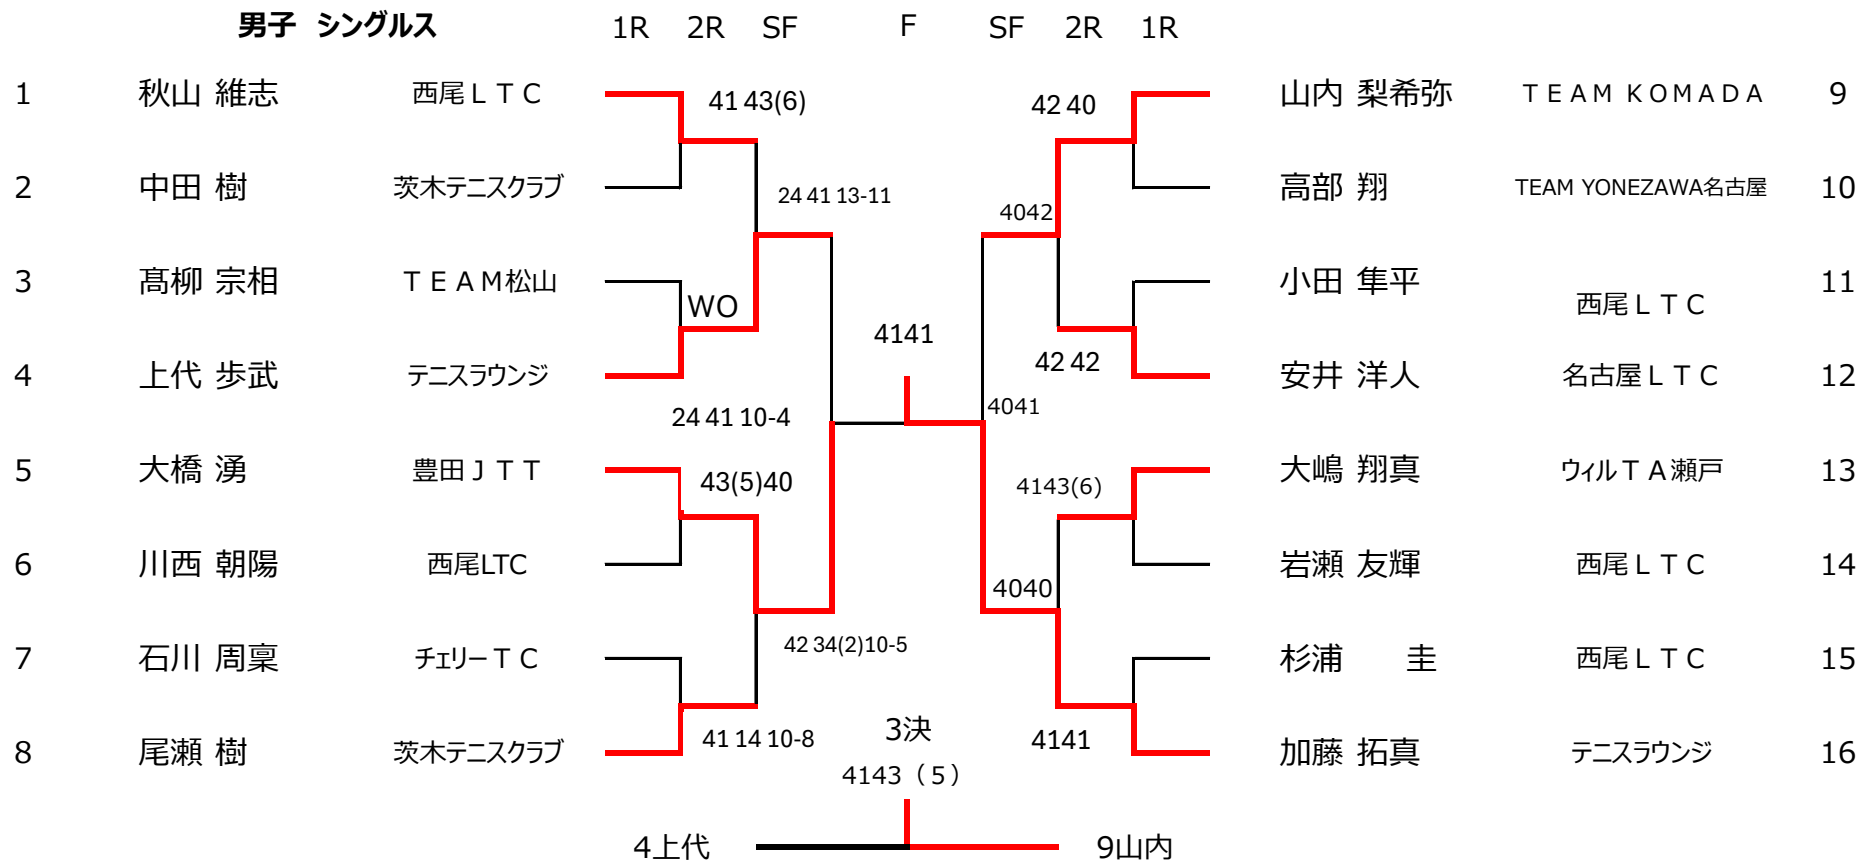 男子 シングルス 1R 2R SF F SF 2R 1R
1 秋山 維志 西尾ＬＴＣ 41 43(6) 42 40 山内 梨希弥 ＴＥＡＭ ＫＯＭＡＤＡ 9
2 中田 樹 茨木テニスクラブ 24 41 13-11 4042 高部 翔 TEAM YONEZAWA名古屋 10
3 髙柳 宗相 ＴＥＡＭ松山 WO 小田 隼平 西尾ＬＴＣ 11
4141
4 上代 歩武 テニスラウンジ 42 42 安井 洋人 名古屋ＬＴＣ 12
24 41 10-4 4041
5 大橋 湧 豊田ＪＴＴ 43(5)40 4143(6) 大嶋 翔真 ウィルＴＡ瀬戸 13
6 川西 朝陽 西尾LTC 4040 岩瀬 友輝 西尾ＬＴＣ 14
7 石川 周稟 チェリーＴＣ 42 34(2)10-5 杉浦 圭 西尾ＬＴＣ 15
8 尾瀬 樹 茨木テニスクラブ 41 14 10-8 3決 4141 加藤 拓真 テニスラウンジ 16
4143（５）
4上代 9山内